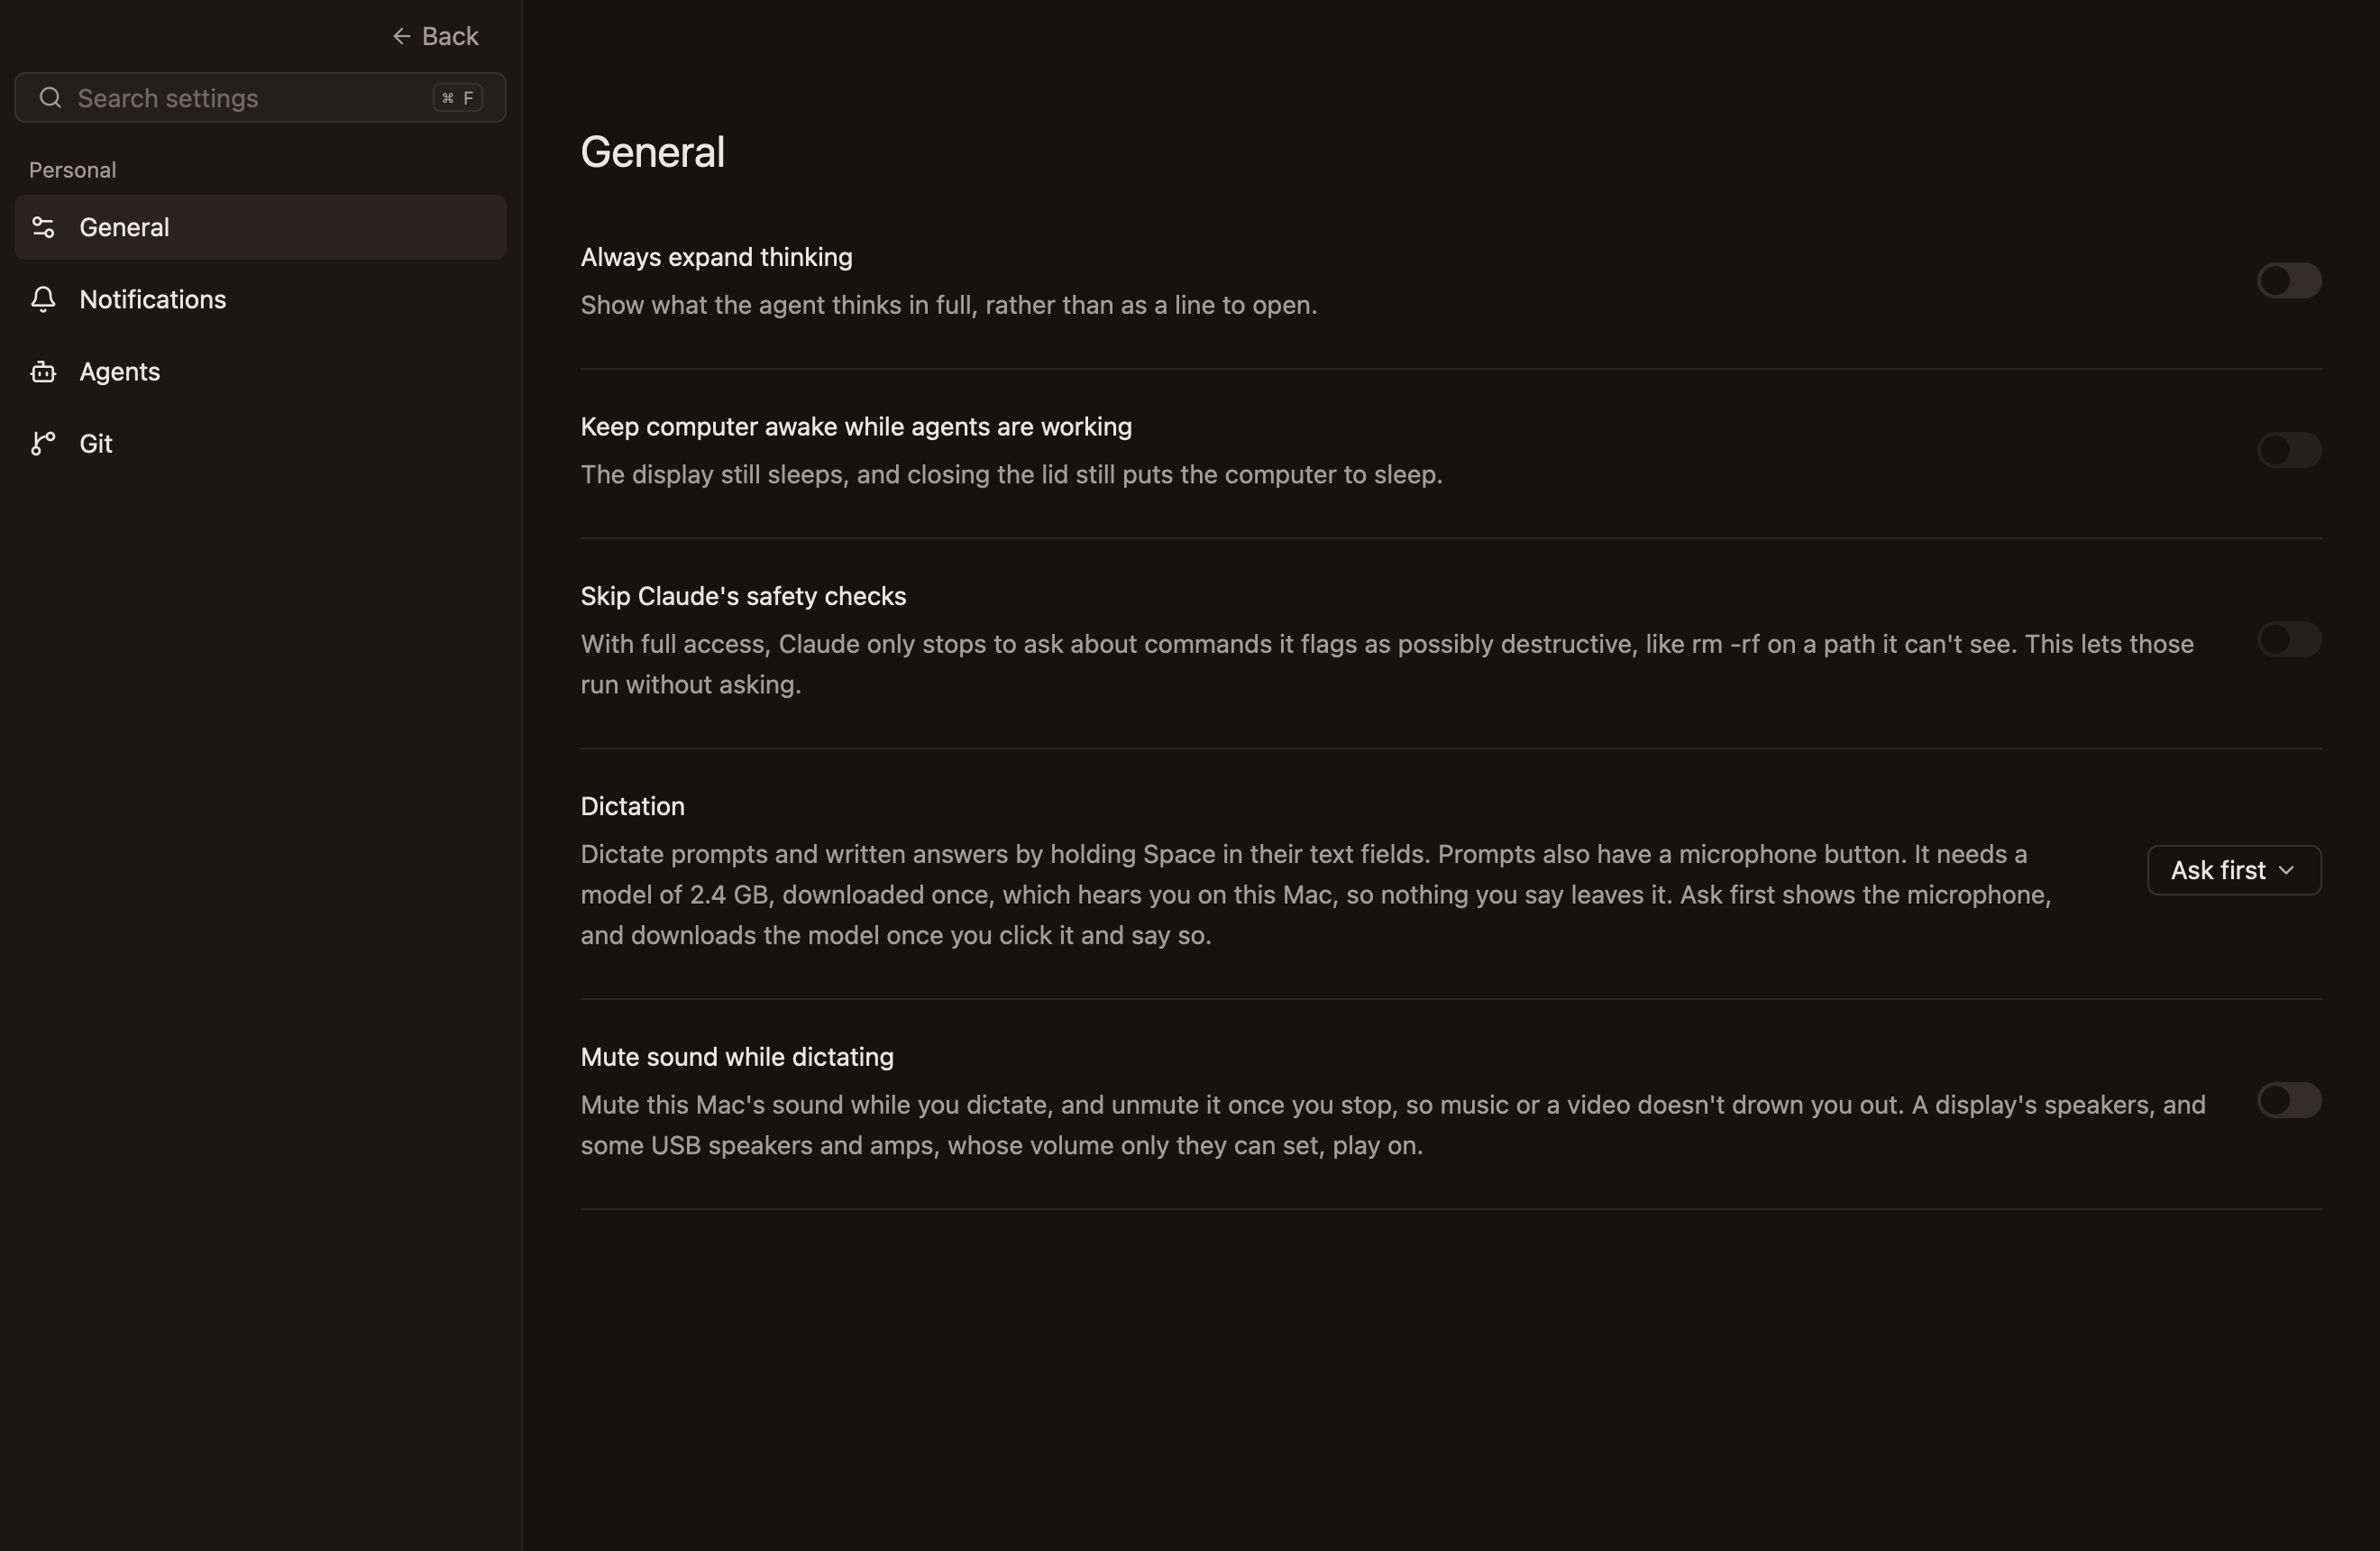 Back
Search settings
⌘ F
Personal
General
Notifications
Agents
Git
General
Always expand thinking
Show what the agent thinks in full, rather than as a line to open.
Keep computer awake while agents are working
The display still sleeps, and closing the lid still puts the computer to sleep.
Skip Claude's safety checks
With full access, Claude only stops to ask about commands it flags as possibly destructive, like rm -rf on a path it can't see. This lets those
run without asking.
Dictation
Dictate prompts and written answers by holding Space in their text fields. Prompts also have a microphone button. It needs a
model of 2.4 GB, downloaded once, which hears you on this Mac, so nothing you say leaves it. Ask first shows the microphone,
and downloads the model once you click it and say so.
Ask first
Mute sound while dictating
Mute this Mac's sound while you dictate, and unmute it once you stop, so music or a video doesn't drown you out. A display's speakers, and
some USB speakers and amps, whose volume only they can set, play on.